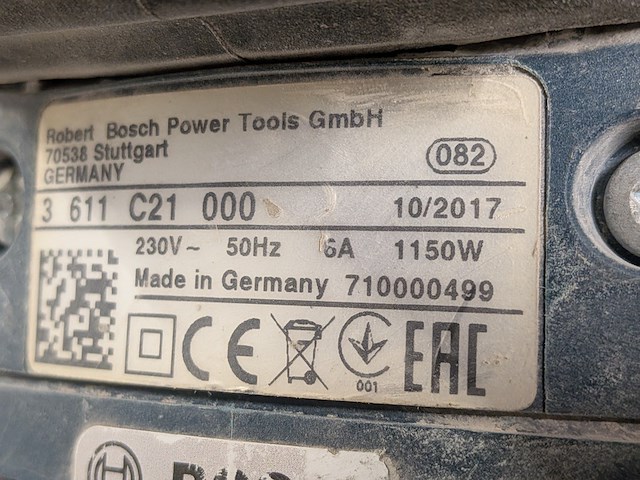 Robert Bosch Power Tools GmbH
70538 Stuttgart
GERMANY
082
3 611 C21 000
10/2017
230V~ 50Hz 6A 1150W
Made in Germany 710000499
CE
001
EAC